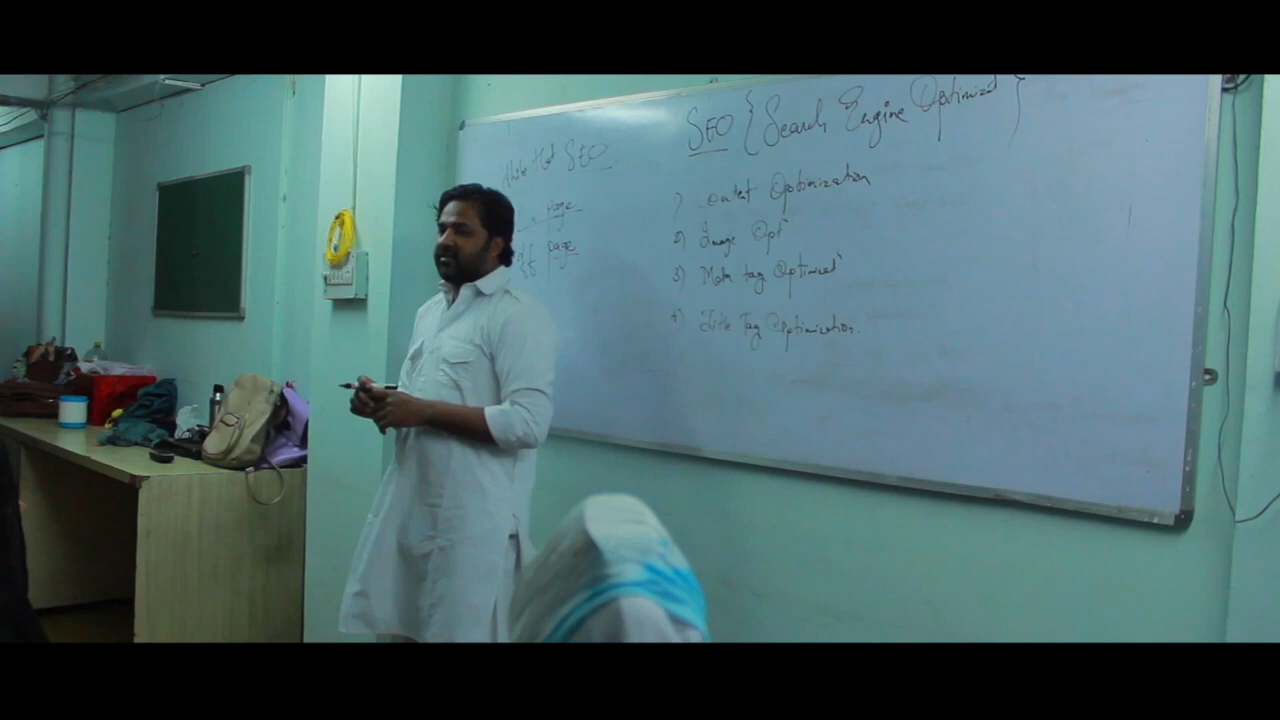 White Hat SEO
Page
off page
SEO {Search Engine Optimized}
1) ontent Optimization
2) Image Opt
3) Meta tag Optimized
4) Title Tag Optimization.